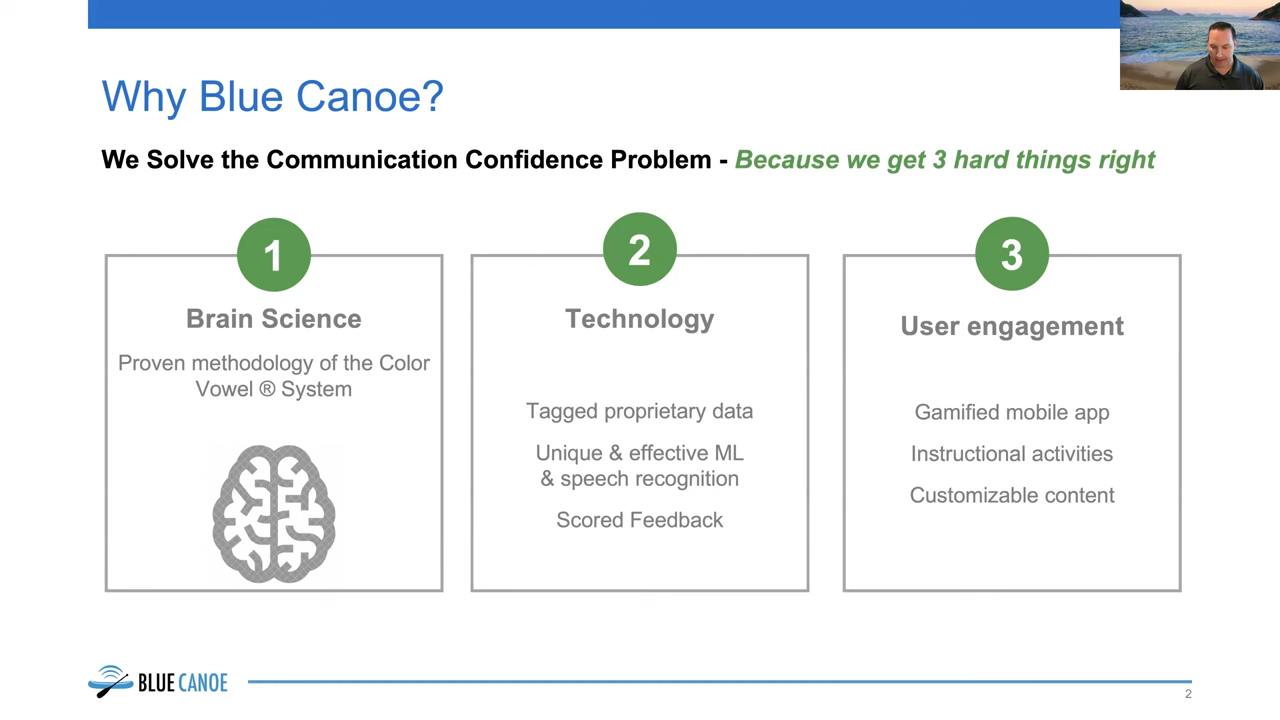 Why Blue Canoe?
We Solve the Communication Confidence Problem - Because we get 3 hard things right
1
Brain Science
Proven methodology of the Color
Vowel ® System
2
Technology
Tagged proprietary data
Unique & effective ML
& speech recognition
Scored Feedback
3
User engagement
Gamified mobile app
Instructional activities
Customizable content
BLUE CANOE
2